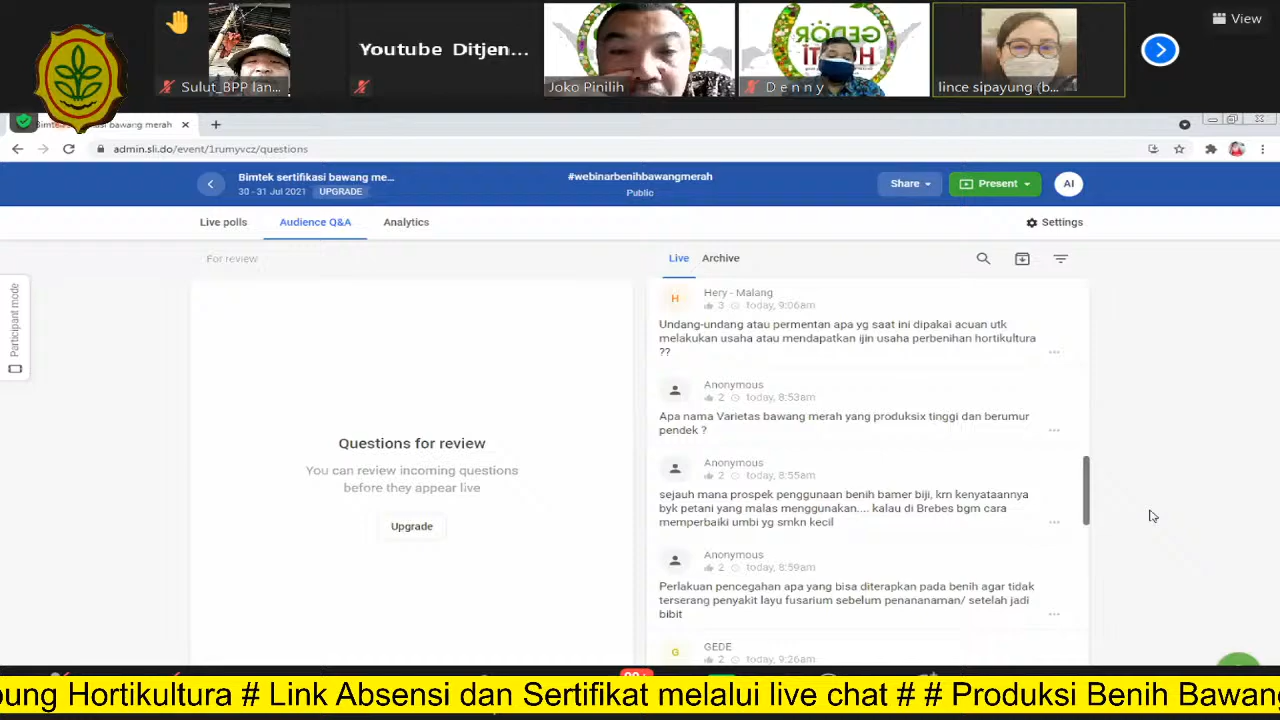 View
Sulut_BPP lan...
Youtube Ditjen...
Joko Pinilih
D e n n y
lince sipayung (b...
GEDOR
bawang merah
admin.sli.do/event/1rumyvcz/questions
Bimtek sertifikasi bawang me...
30 - 31 Jul 2021 UPGRADE
#webinarbenihbawangmerah
Public
Share
Present
AI
Live polls
Audience Q&A
Analytics
Settings
For review
Live
Archive
Participant mode
Questions for review
You can review incoming questions
before they appear live
Upgrade
H
Hery - Malang
3 today, 9:06am
Undang-undang atau permentan apa yg saat ini dipakai acuan utk
melakukan usaha atau mendapatkan ijin usaha perbenihan hortikultura
??
Anonymous
2 today, 8:53am
Apa nama Varietas bawang merah yang produksix tinggi dan berumur
pendek ?
Anonymous
2 today, 8:55am
sejauh mana prospek penggunaan benih bamer biji, krn kenyataannya
byk petani yang malas menggunakan.... kalau di Brebes bgm cara
memperbaiki umbi yg smkn kecil
Anonymous
2 today, 8:59am
Perlakuan pencegahan apa yang bisa diterapkan pada benih agar tidak
terserang penyakit layu fusarium sebelum penananaman/ setelah jadi
bibit
G
GEDE
2 today, 9:26am
pung Hortikultura # Link Absensi dan Sertifikat melalui live chat # # Produksi Benih Bawang